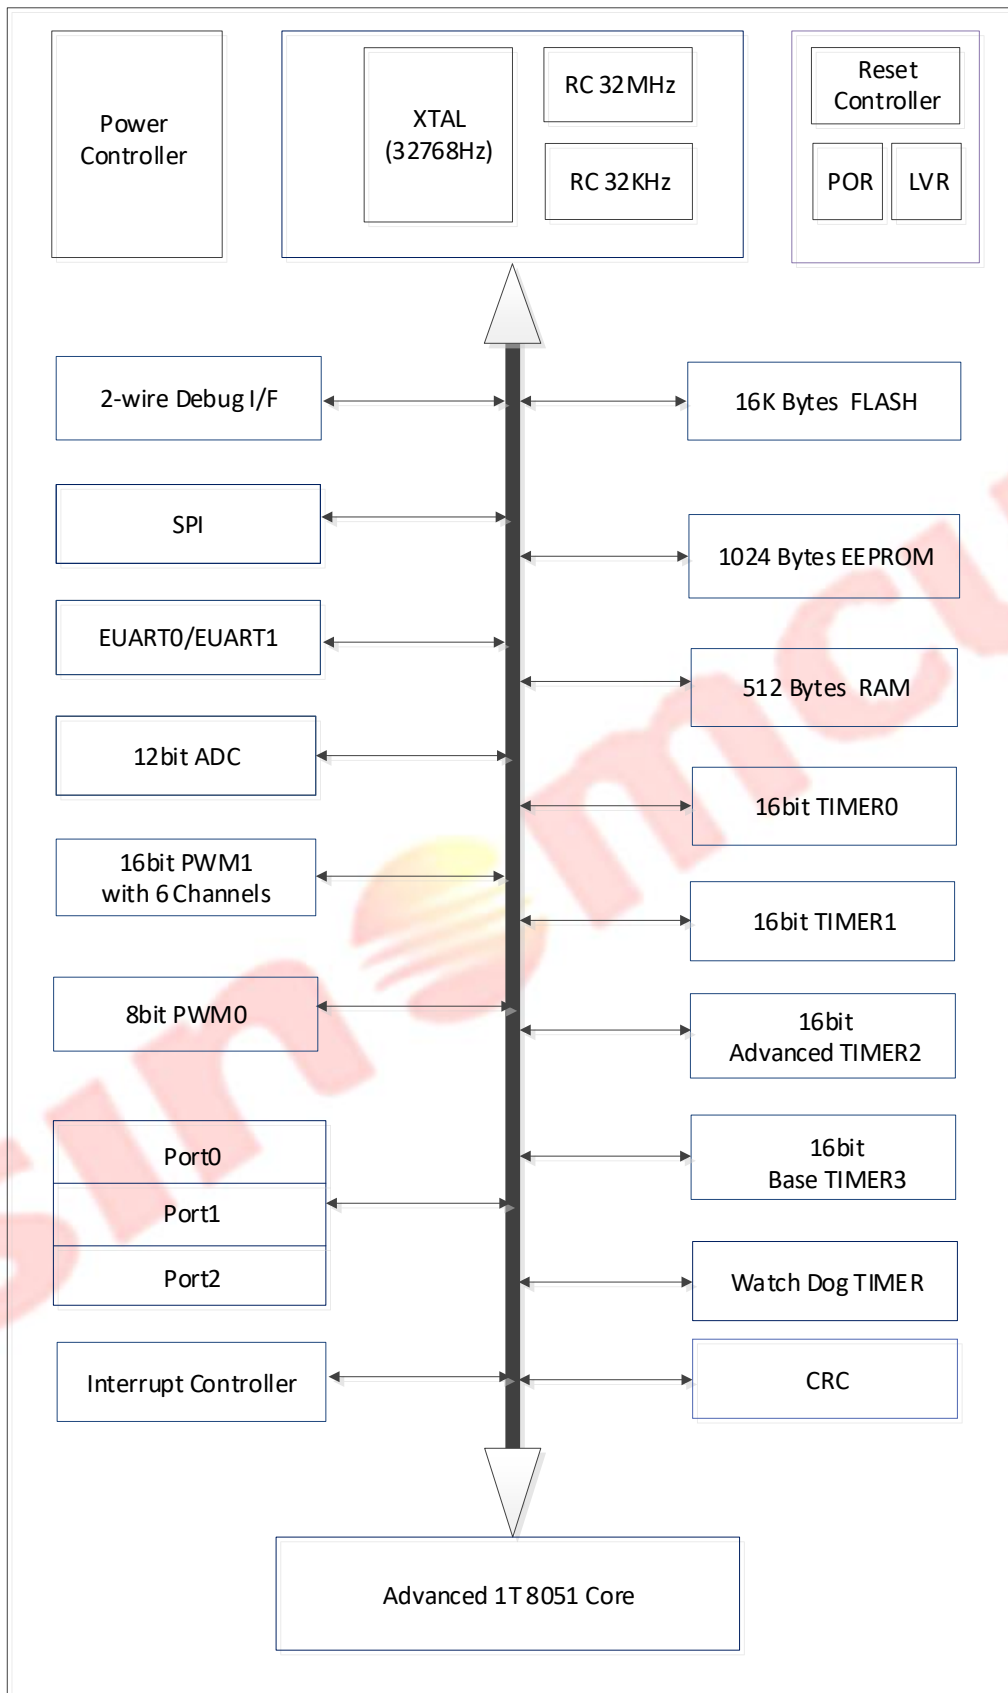 Power
Controller
XTAL
(32768Hz)
RC 32MHz
RC 32KHz
Reset
Controller
POR
LVR
2-wire Debug I/F
16K Bytes FLASH
SPI
1024 Bytes EEPROM
EUART0/EUART1
512 Bytes RAM
12bit ADC
16bit TIMER0
16bit PWM1
with 6 Channels
16bit TIMER1
8bit PWM0
16bit
Advanced TIMER2
Port0
Port1
Port2
16bit
Base TIMER3
Watch Dog TIMER
Interrupt Controller
CRC
Advanced 1T 8051 Core
sinomcu